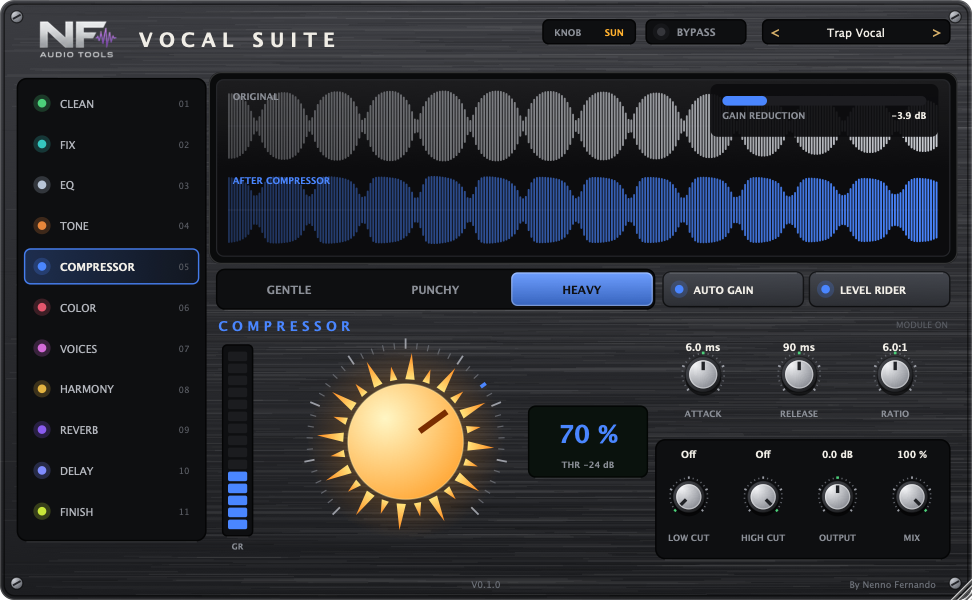 NF
AUDIO TOOLS
VOCAL SUITE
KNOB SUN
BYPASS
< Trap Vocal >
CLEAN 01
FIX 02
EQ 03
TONE 04
COMPRESSOR 05
COLOR 06
VOICES 07
HARMONY 08
REVERB 09
DELAY 10
FINISH 11
ORIGINAL
GAIN REDUCTION -3.9 dB
AFTER COMPRESSOR
GENTLE PUNCHY HEAVY
AUTO GAIN
LEVEL RIDER
COMPRESSOR
MODULE ON
GR
70 %
THR -24 dB
6.0 ms 90 ms 6.0:1
ATTACK RELEASE RATIO
Off Off 0.0 dB 100 %
LOW CUT HIGH CUT OUTPUT MIX
V0.1.0
By Nenno Fernando